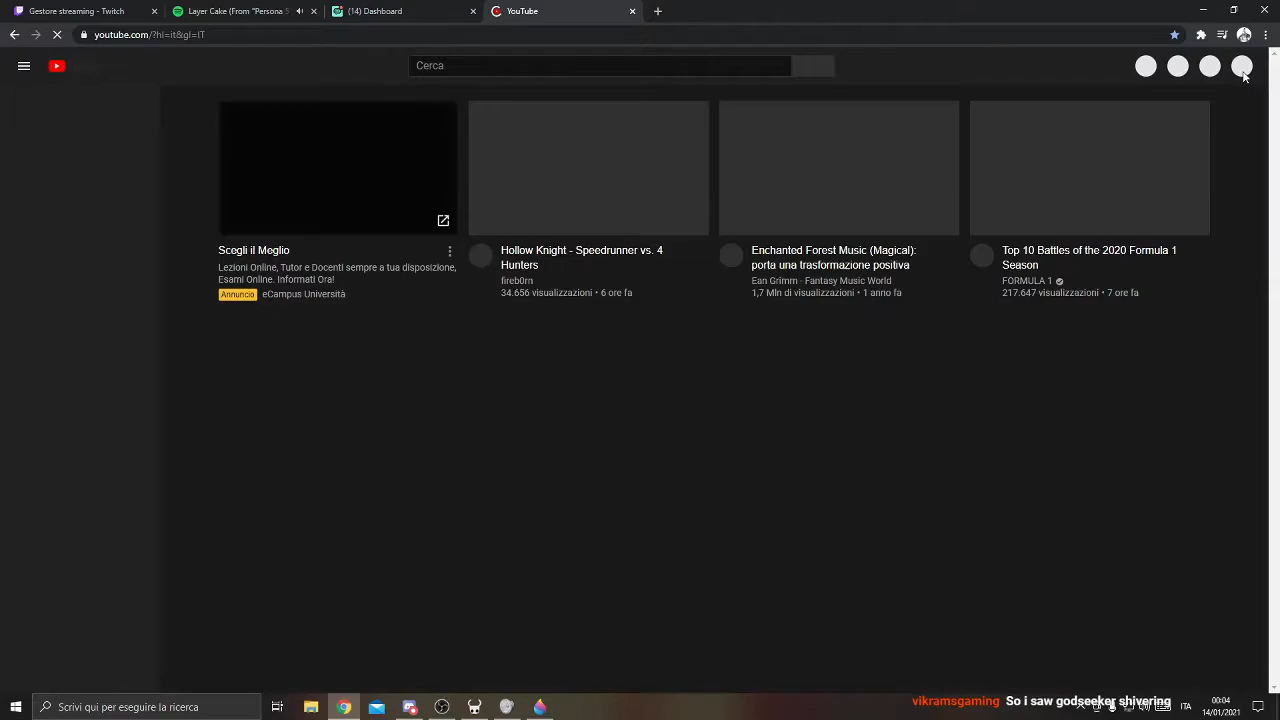 Gestore streaming - Twitch
Layer Cake (From "Persona 5
(14) Dashboard
YouTube
youtube.com/?hl=it&gl=IT
Cerca
Scegli il Meglio
Lezioni Online, Tutor e Docenti sempre a tua disposizione,
Esami Online. Informati Ora!
Annuncio eCampus Università
Hollow Knight - Speedrunner vs. 4
Hunters
fireb0rn
34.656 visualizzazioni • 6 ore fa
Enchanted Forest Music (Magical):
porta una trasformazione positiva
Ean Grimm - Fantasy Music World
1,7 Mln di visualizzazioni • 1 anno fa
Top 10 Battles of the 2020 Formula 1
Season
FORMULA 1
217.647 visualizzazioni • 7 ore fa
vikramsgaming So i saw godseeker shivering
Scrivi qui per eseguire la ricerca
ITA
00:04
14/01/2021